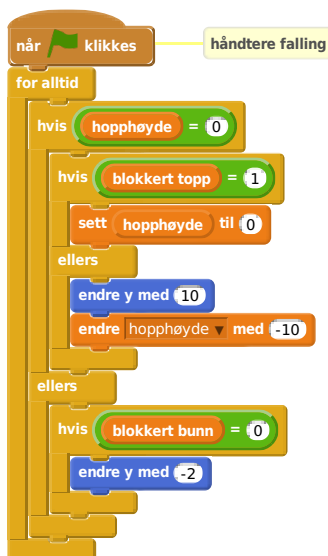 når klikkes håndtere falling
for alltid
hvis hopphøyde = 0
hvis blokkert topp = 1
sett hopphøyde til 0
ellers
endre y med 10
endre hopphøyde ▼ med -10
ellers
hvis blokkert bunn = 0
endre y med -2